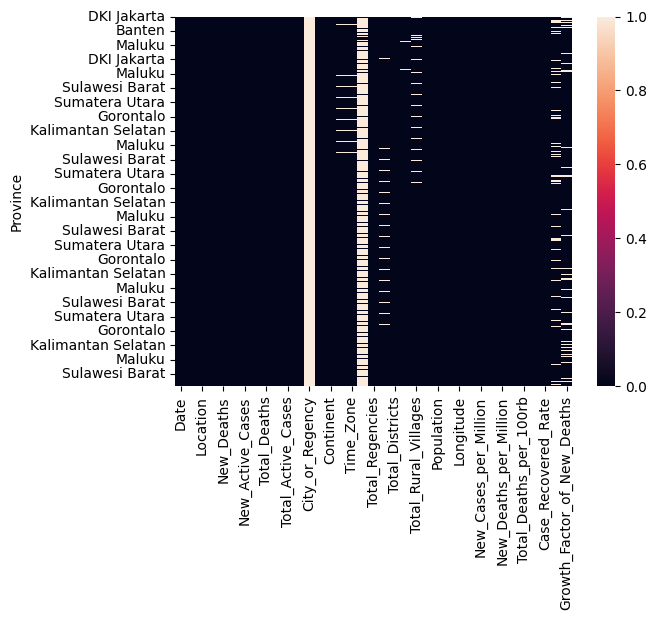 Province
DKI Jakarta
Banten
Maluku
DKI Jakarta
Maluku
Sulawesi Barat
Sumatera Utara
Gorontalo
Kalimantan Selatan
Maluku
Sulawesi Barat
Sumatera Utara
Gorontalo
Kalimantan Selatan
Maluku
Sulawesi Barat
Sumatera Utara
Gorontalo
Kalimantan Selatan
Maluku
Sulawesi Barat
Sumatera Utara
Gorontalo
Kalimantan Selatan
Maluku
Sulawesi Barat
Date
Location
New_Deaths
New_Active_Cases
Total_Deaths
Total_Active_Cases
City_or_Regency
Continent
Time_Zone
Total_Regencies
Total_Districts
Total_Rural_Villages
Population
Longitude
New_Cases_per_Million
New_Deaths_per_Million
Total_Deaths_per_100rb
Case_Recovered_Rate
Growth_Factor_of_New_Deaths
1.0
0.8
0.6
0.4
0.2
0.0